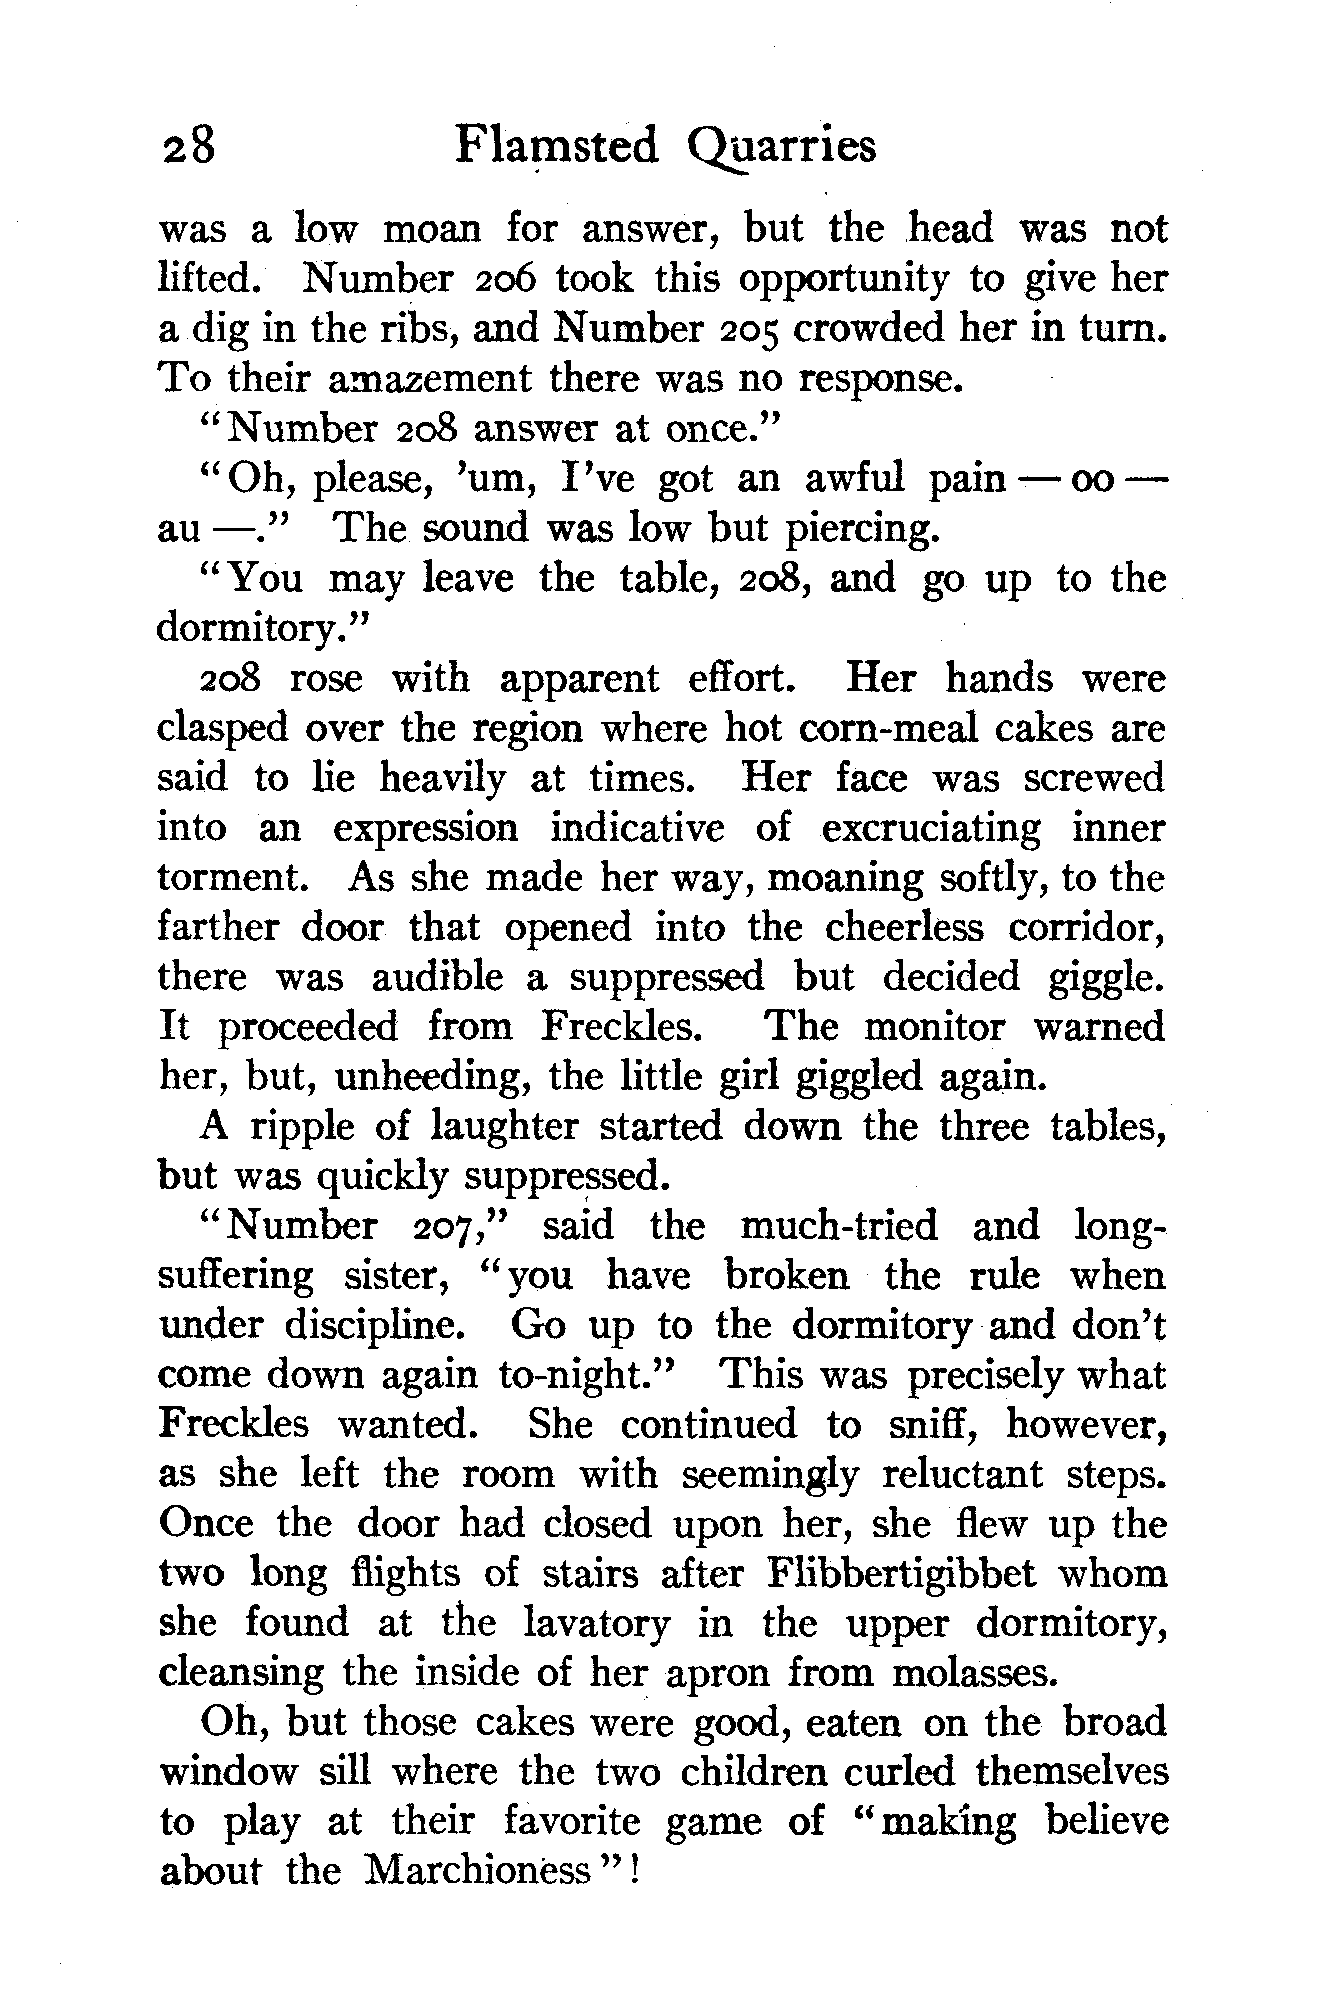 28 Flamsted Quarries
was a low moan for answer, but the head was not
lifted. Number 206 took this opportunity to give her
a dig in the ribs, and Number 205 crowded her in turn.
To their amazement there was no response.
"Number 208 answer at once."
"Oh, please, 'um, I've got an awful pain — oo —
au —." The sound was low but piercing.
"You may leave the table, 208, and go up to the
dormitory."
208 rose with apparent effort. Her hands were
clasped over the region where hot corn-meal cakes are
said to lie heavily at times. Her face was screwed
into an expression indicative of excruciating inner
torment. As she made her way, moaning softly, to the
farther door that opened into the cheerless corridor,
there was audible a suppressed but decided giggle.
It proceeded from Freckles. The monitor warned
her, but, unheeding, the little girl giggled again.
A ripple of laughter started down the three tables,
but was quickly suppressed.
"Number 207," said the much-tried and long-
suffering sister, "you have broken the rule when
under discipline. Go up to the dormitory and don't
come down again to-night." This was precisely what
Freckles wanted. She continued to sniff, however,
as she left the room with seemingly reluctant steps.
Once the door had closed upon her, she flew up the
two long flights of stairs after Flibbertigibbet whom
she found at the lavatory in the upper dormitory,
cleansing the inside of her apron from molasses.
Oh, but those cakes were good, eaten on the broad
window sill where the two children curled themselves
to play at their favorite game of "making believe
about the Marchioness"!